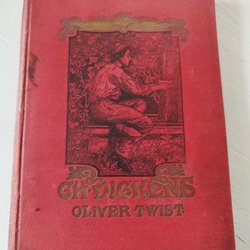 CH. DICKENS
OLIVER TWIST.